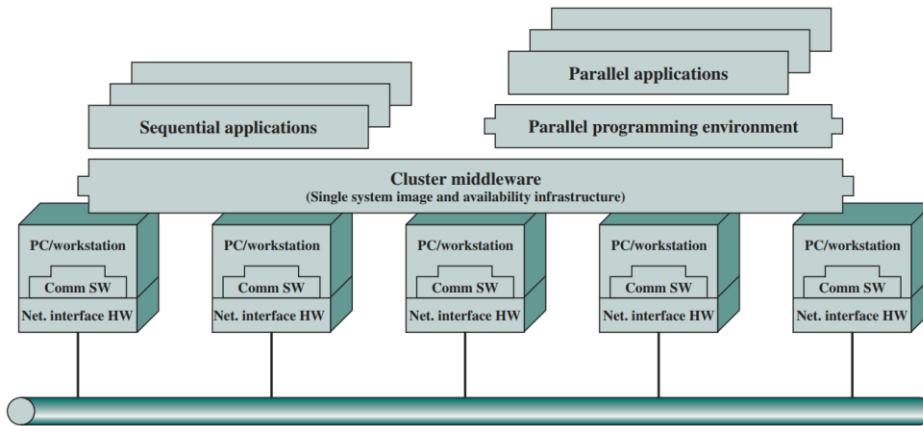 Parallel applications
Sequential applications
Parallel programming environment
Cluster middleware
(Single system image and availability infrastructure)
PC/workstation
Comm SW
Net. interface HW
PC/workstation
Comm SW
Net. interface HW
PC/workstation
Comm SW
Net. interface HW
PC/workstation
Comm SW
Net. interface HW
PC/workstation
Comm SW
Net. interface HW